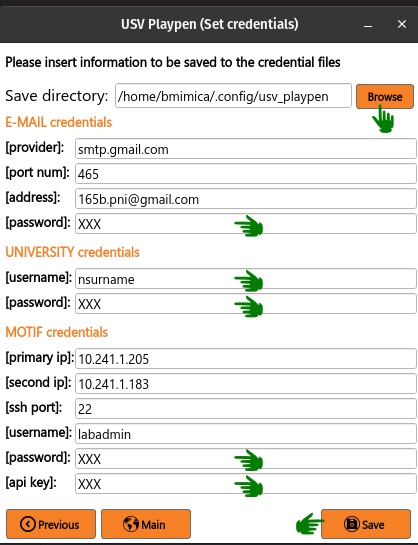 USV Playpen (Set credentials)
Please insert information to be saved to the credential files
Save directory: /home/bmimica/.config/usv_playpen Browse
E-MAIL credentials
[provider]: smtp.gmail.com
[port num]: 465
[address]: 165b.pni@gmail.com
[password]: XXX
UNIVERSITY credentials
[username]: nsurname
[password]: XXX
MOTIF credentials
[primary ip]: 10.241.1.205
[second ip]: 10.241.1.183
[ssh port]: 22
[username]: labadmin
[password]: XXX
[api key]: XXX
Previous Main Save